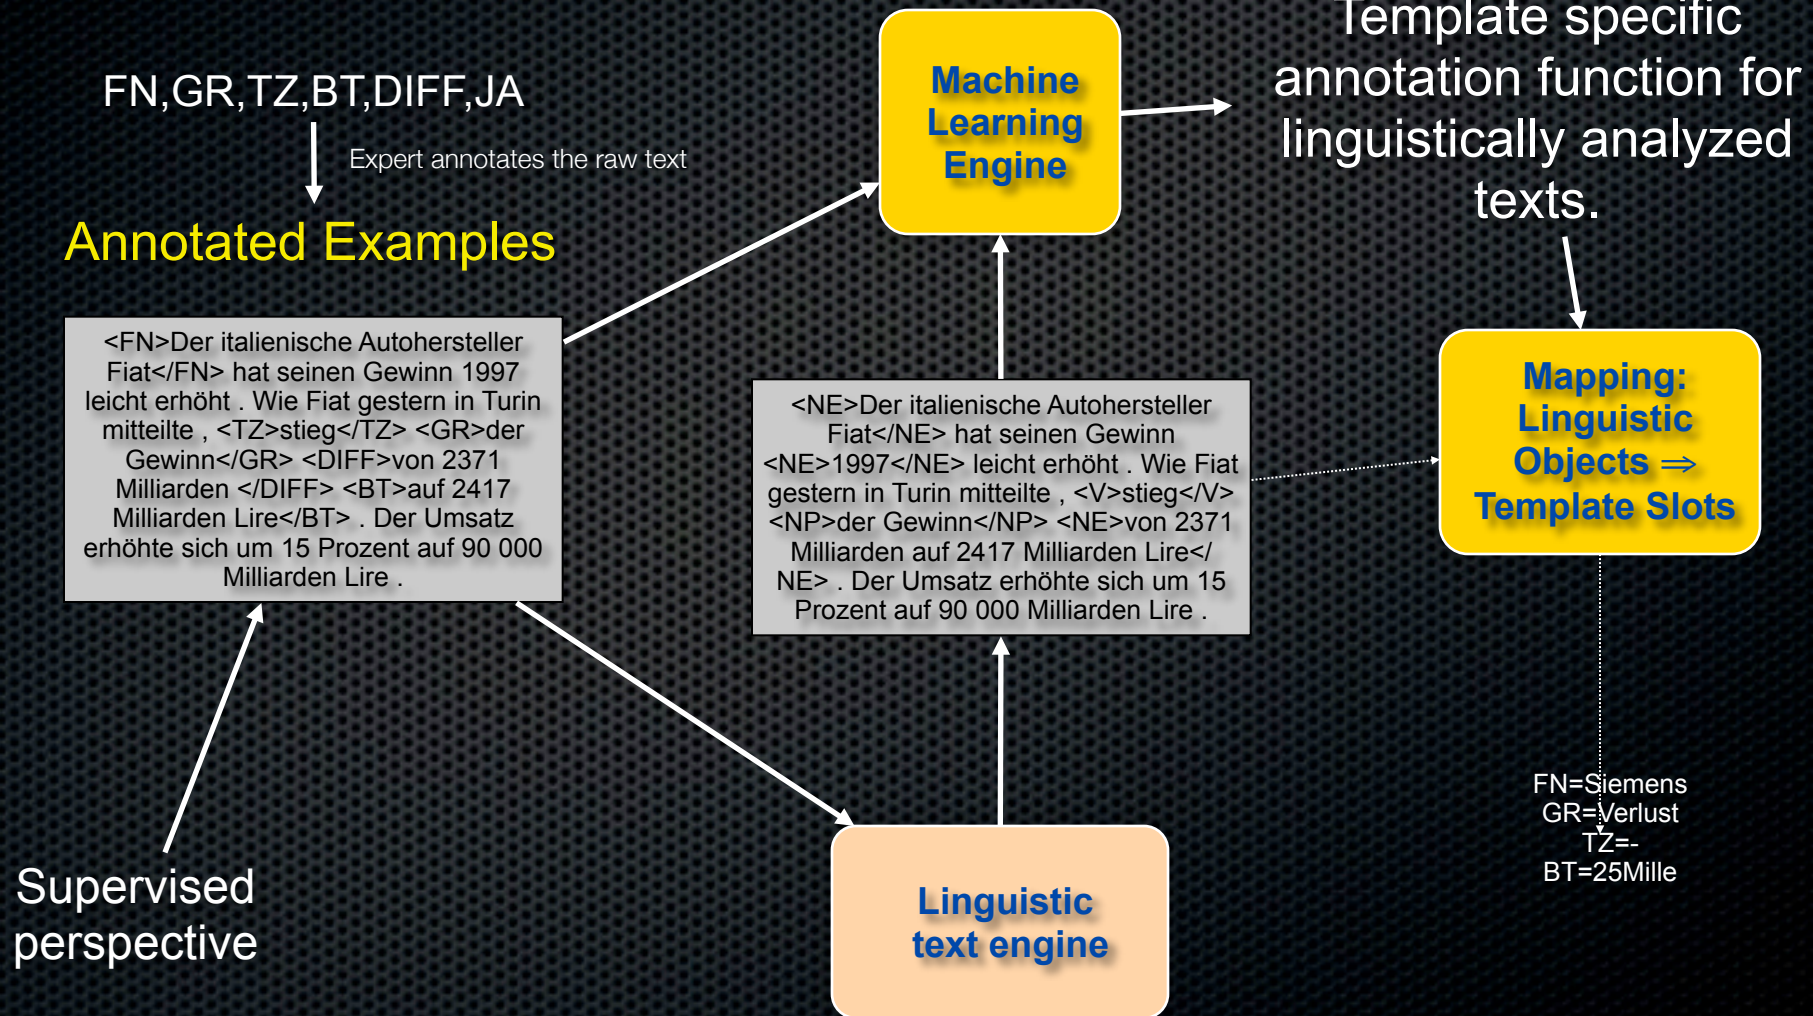 FN,GR,TZ,BT,DIFF,JA
Expert annotates the raw text
Annotated Examples
<FN>Der italienische Autohersteller
Fiat</FN> hat seinen Gewinn 1997
leicht erhöht . Wie Fiat gestern in Turin
mitteilte , <TZ>stieg</TZ> <GR>der
Gewinn</GR> <DIFF>von 2371
Milliarden </DIFF> <BT>auf 2417
Milliarden Lire</BT> . Der Umsatz
erhöhte sich um 15 Prozent auf 90 000
Milliarden Lire .
Supervised
perspective
Machine
Learning
Engine
<NE>Der italienische Autohersteller
Fiat</NE> hat seinen Gewinn
<NE>1997</NE> leicht erhöht . Wie Fiat
gestern in Turin mitteilte , <V>stieg</V>
<NP>der Gewinn</NP> <NE>von 2371
Milliarden auf 2417 Milliarden Lire</
NE> . Der Umsatz erhöhte sich um 15
Prozent auf 90 000 Milliarden Lire .
Linguistic
text engine
Template specific
annotation function for
linguistically analyzed
texts.
Mapping:
Linguistic
Objects ⇒
Template Slots
FN=Siemens
GR=Verlust
TZ=-
BT=25Mille